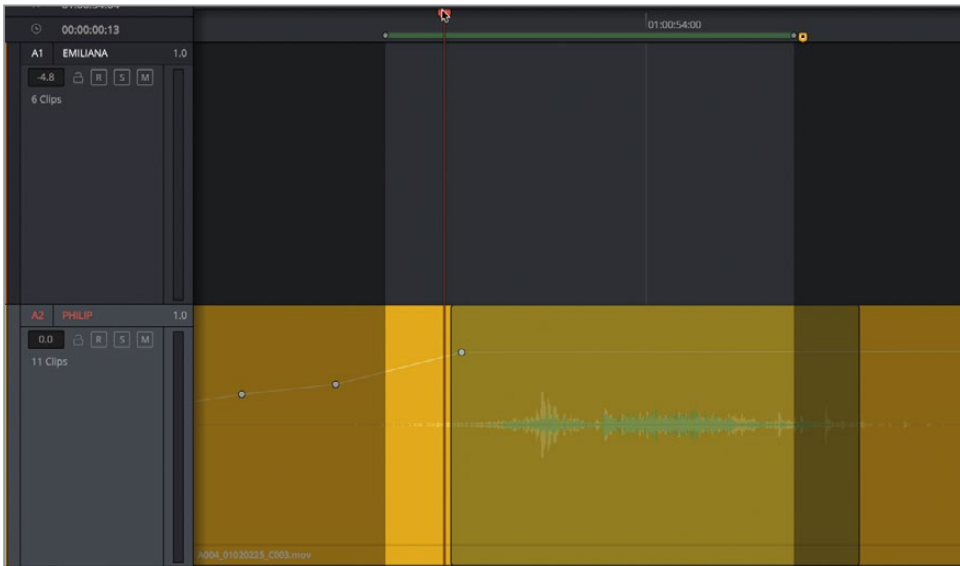 00:00:00:13
01:00:54:00
A1 EMILIANA 1.0
-4.8 R S M
6 Clips
A2 PHILIP 1.0
0.0 R S M
11 Clips
A004_01020225_C003.mov